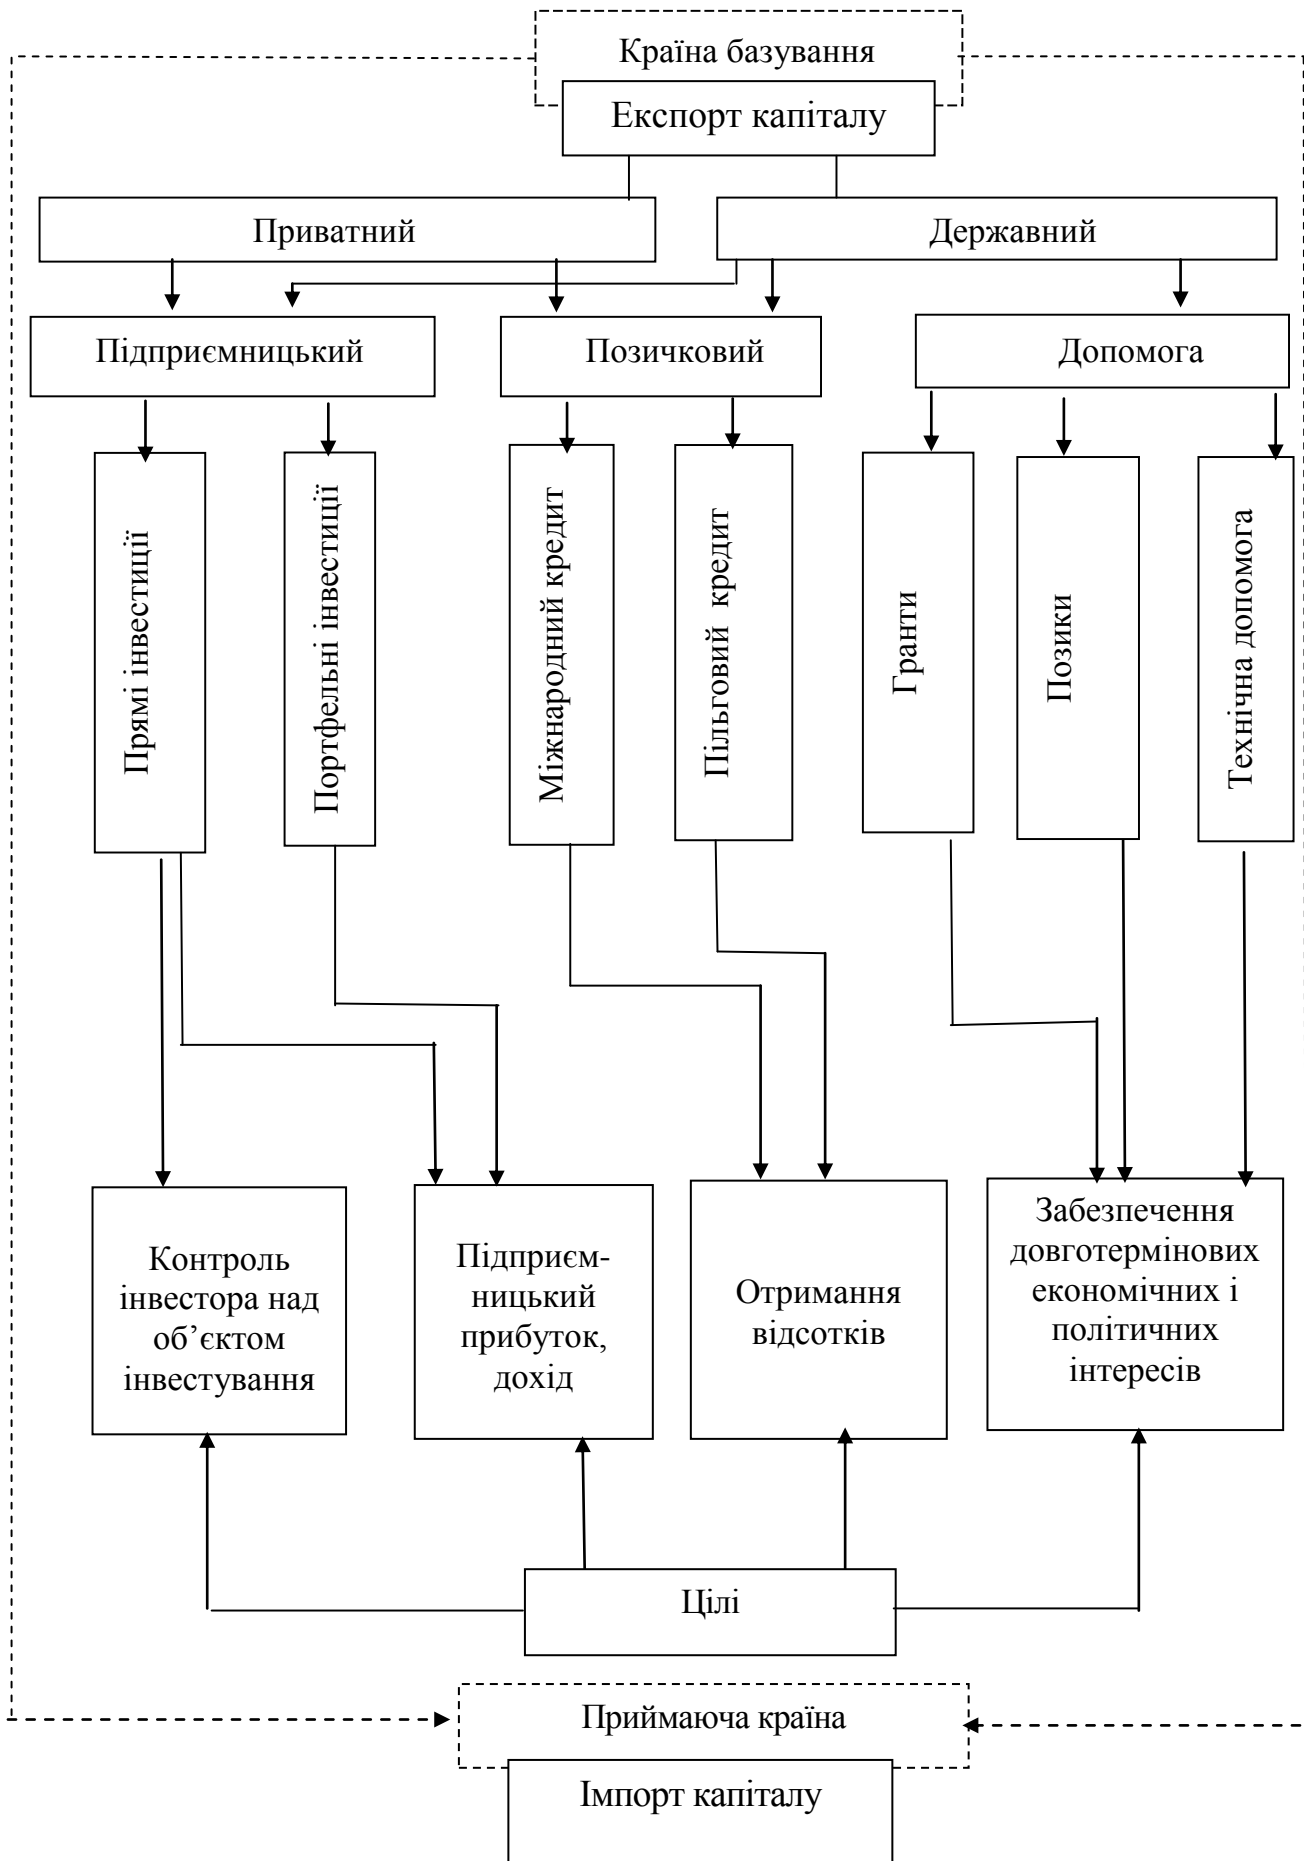 Країна базування
Експорт капіталу
Приватний
Державний
Підприємницький
Позичковий
Допомога
Прямі інвестиції
Портфельні інвестиції
Міжнародний кредит
Пільговий кредит
Гранти
Позики
Технічна допомога
Контроль
інвестора над
об’єктом
інвестування
Підприєм-
ницький
прибуток,
дохід
Отримання
відсотків
Забезпечення
довготермінових
економічних і
політичних
інтересів
Цілі
Приймаюча країна
Імпорт капіталу